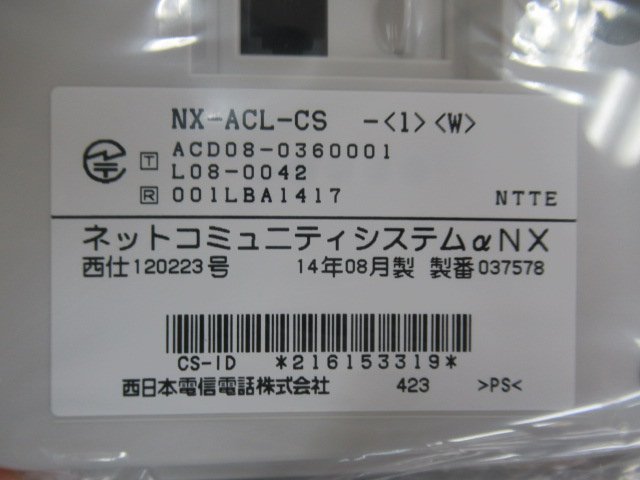 NX-ACL-CS -<1><W>
T ACD08-0360001
L08-0042
R 001LBA1417 NTTE
ネットコミュニティシステムαNX
西仕120223号 14年08月製 製番037578
CS-ID *216153319*
西日本電信電話株式会社 423 >PS<